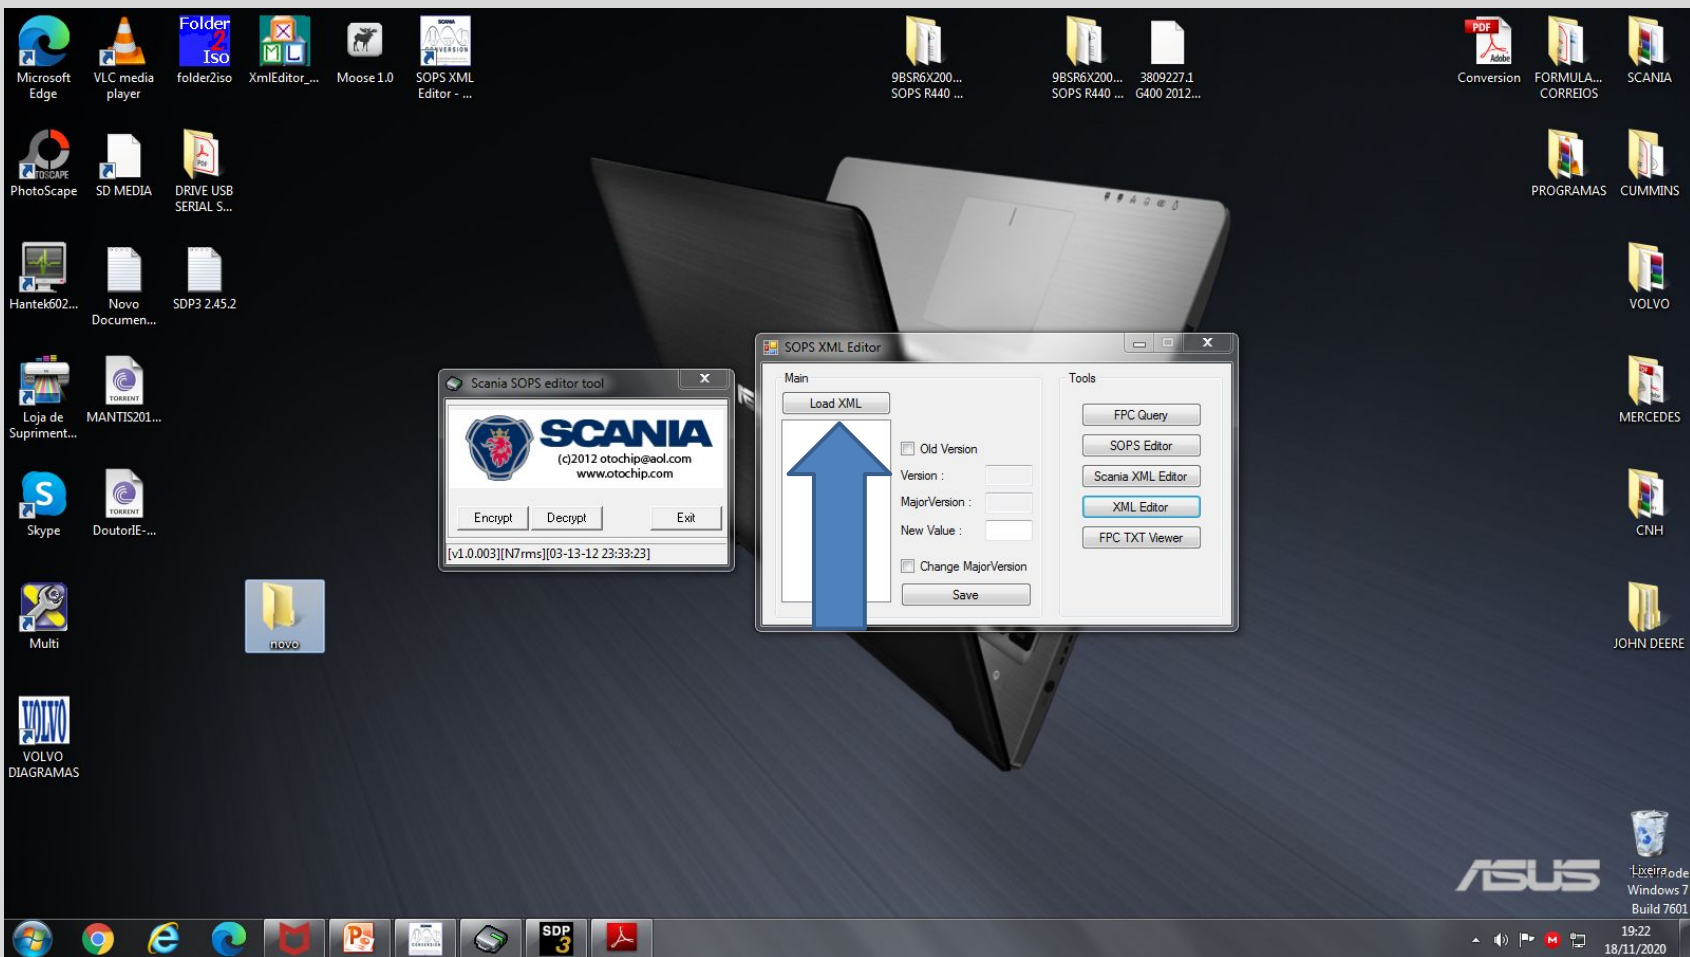 Folder
2
Iso
Microsoft
Edge
VLC media
player
folder2iso
XML
XmlEditor_...
Moose 1.0
SCANIA
CONVERSION
SOPS XML
Editor - ...
9BSR6X200...
SOPS R440 ...
9BSR6X200...
SOPS R440 ...
3809227.1
G400 2012...
PDF
Adobe
Conversion
FORMULA...
CORREIOS
SCANIA
PhotoScape
SD MEDIA
DRIVE USB
SERIAL S...
PROGRAMAS
CUMMINS
Hantek602...
Novo
Documen...
SDP3 2.45.2
VOLVO
Loja de
Supriment...
TORRENT
MANTIS201...
MERCEDES
Skype
TORRENT
DoutorIE-...
CNH
Multi
novo
JOHN DEERE
VOLVO
VOLVO
DIAGRAMAS
Scania SOPS editor tool
SCANIA
(c)2012 otochip@aol.com
www.otochip.com
Encrypt
Decrypt
Exit
[v1.0.003][N7rms][03-13-12 23:33:23]
SOPS XML Editor
Main
Load XML
Old Version
Version :
MajorVersion :
New Value :
Change MajorVersion
Save
Tools
FPC Query
SOPS Editor
Scania XML Editor
XML Editor
FPC TXT Viewer
ASUS
Lixeira
Windows 7
Build 7601
SDP
3
19:22
18/11/2020